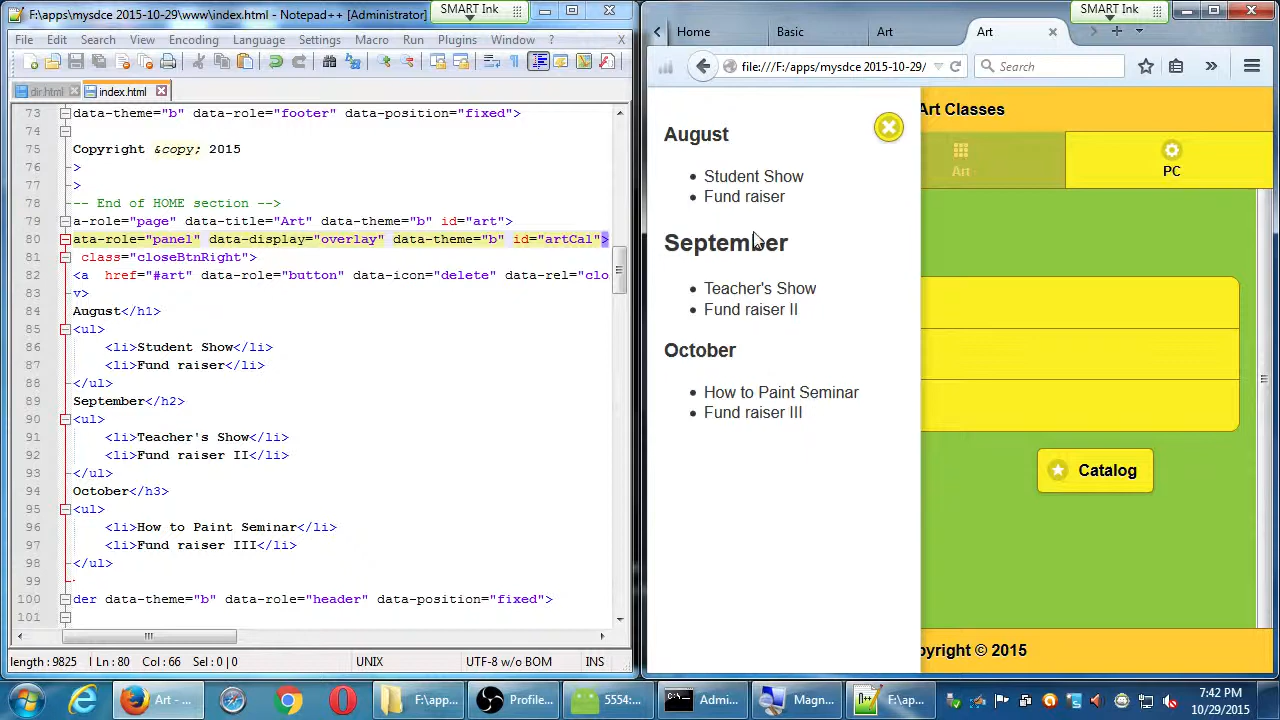 F:\apps\mysdce 2015-10-29\www\index.html - Notepad++ [Administrator]
SMART Ink
File Edit Search View Encoding Language Settings Macro Run Plugins Window ? X
dir.html index.html
73 data-theme="b" data-role="footer" data-position="fixed">
74
75 Copyright &copy; 2015
76 >
77 >
78 --- End of HOME section -->
79 a-role="page" data-title="Art" data-theme="b" id="art">
80 ata-role="panel" data-display="overlay" data-theme="b" id="artCal">
81 class="closeBtnRight">
82 <a href="#art" data-role="button" data-icon="delete" data-rel="clo
83 v>
84 August</h1>
85 <ul>
86 <li>Student Show</li>
87 <li>Fund raiser</li>
88 </ul>
89 September</h2>
90 <ul>
91 <li>Teacher's Show</li>
92 <li>Fund raiser II</li>
93 </ul>
94 October</h3>
95 <ul>
96 <li>How to Paint Seminar</li>
97 <li>Fund raiser III</li>
98 </ul>
99
100 der data-theme="b" data-role="header" data-position="fixed">
101
length : 9825 l Ln : 80 Col : 66 Sel : 0 | 0 UNIX UTF-8 w/o BOM INS
SMART Ink
Home Basic Art Art
file:///F:/apps/mysdce 2015-10-29/ Search
August
Student Show
Fund raiser
September
Teacher's Show
Fund raiser II
October
How to Paint Seminar
Fund raiser III
Art Classes
Art PC
Catalog
pyright © 2015
Art - ... F:\app... Profile... 5554:... Admi... Magn... F:\ap...
7:42 PM
10/29/2015